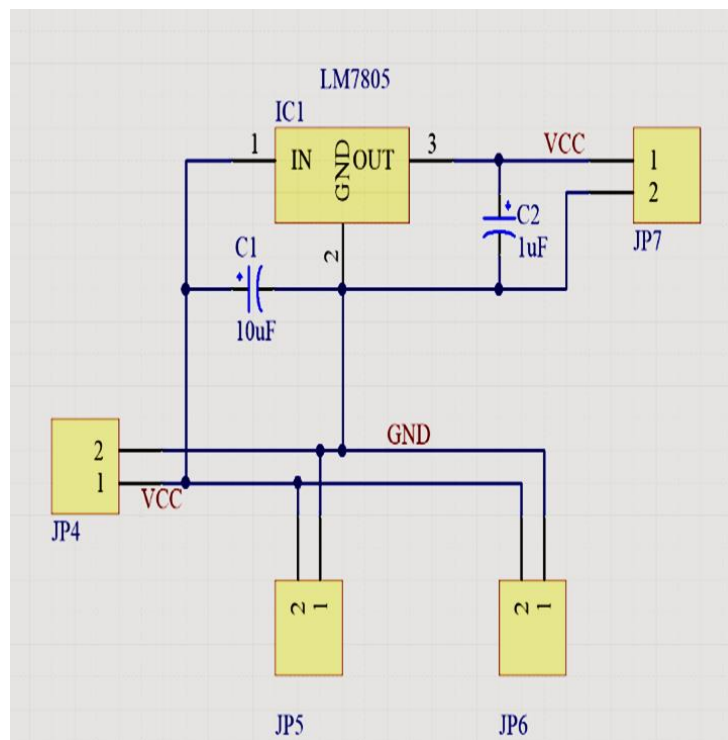 LM7805
IC1
1 IN GND OUT 3 VCC 1
2
C2
1uF
JP7
2
C1
10uF
GND
2
1
VCC
JP4
2 1
2 1
JP5 JP6